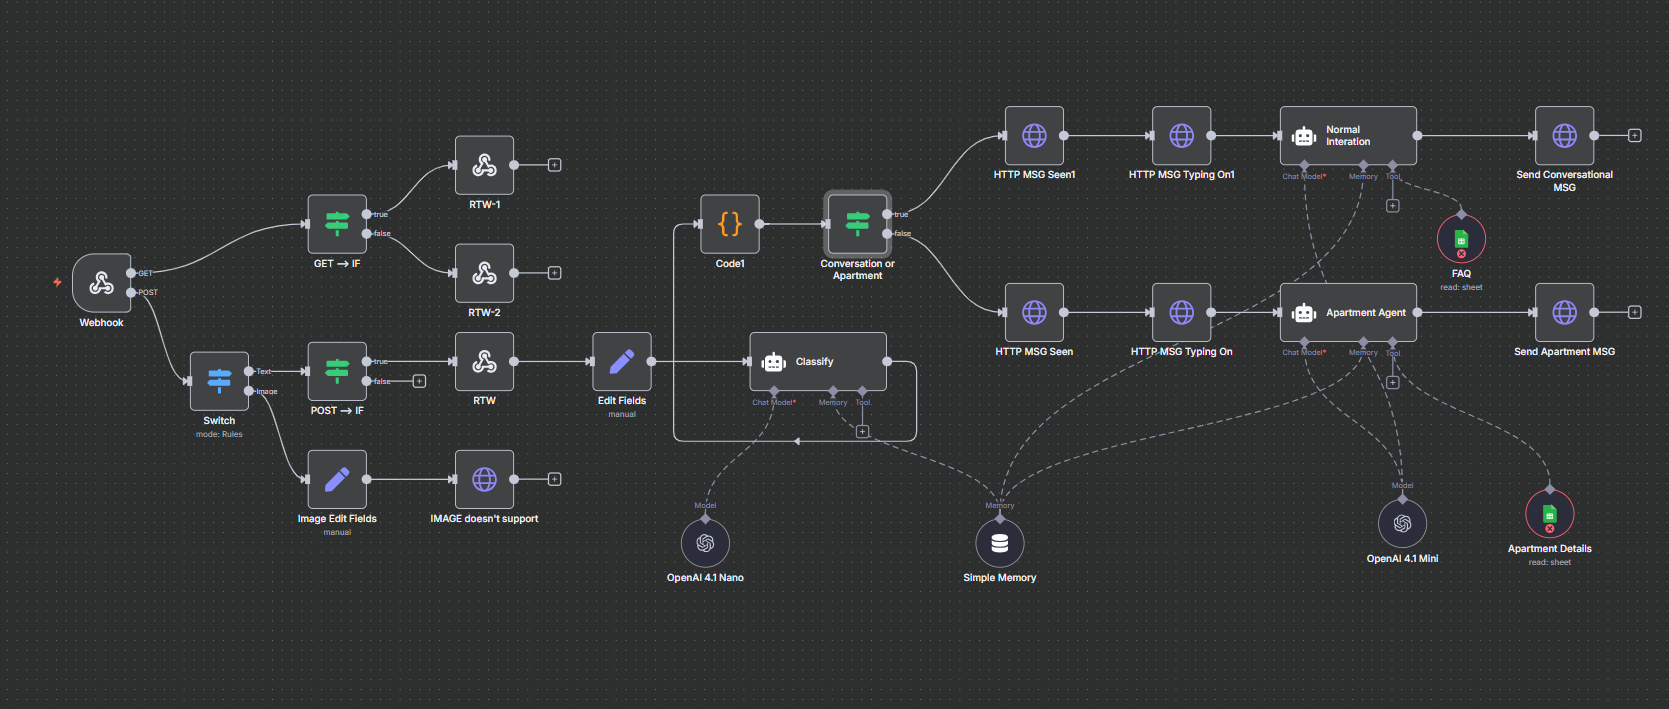 HTTP MSG Seen1
HTTP MSG Typing On1
Normal
Interation
Chat Model*
Memory
Tool
Send Conversational
MSG
true
false
RTW-1
GET → IF
true
false
RTW-2
Code1
Conversation or
Apartment
true
false
FAQ
read: sheet
GET
POST
Webhook
HTTP MSG Seen
HTTP MSG Typing On
Apartment Agent
Chat Model*
Memory
Tool
Send Apartment MSG
Text
Image
Switch
mode: Rules
true
false
POST → IF
RTW
Edit Fields
manual
Classify
Chat Model*
Memory
Tool
Image Edit Fields
manual
IMAGE doesn't support
Model
OpenAI 4.1 Nano
Memory
Simple Memory
Model
OpenAI 4.1 Mini
Apartment Details
read: sheet